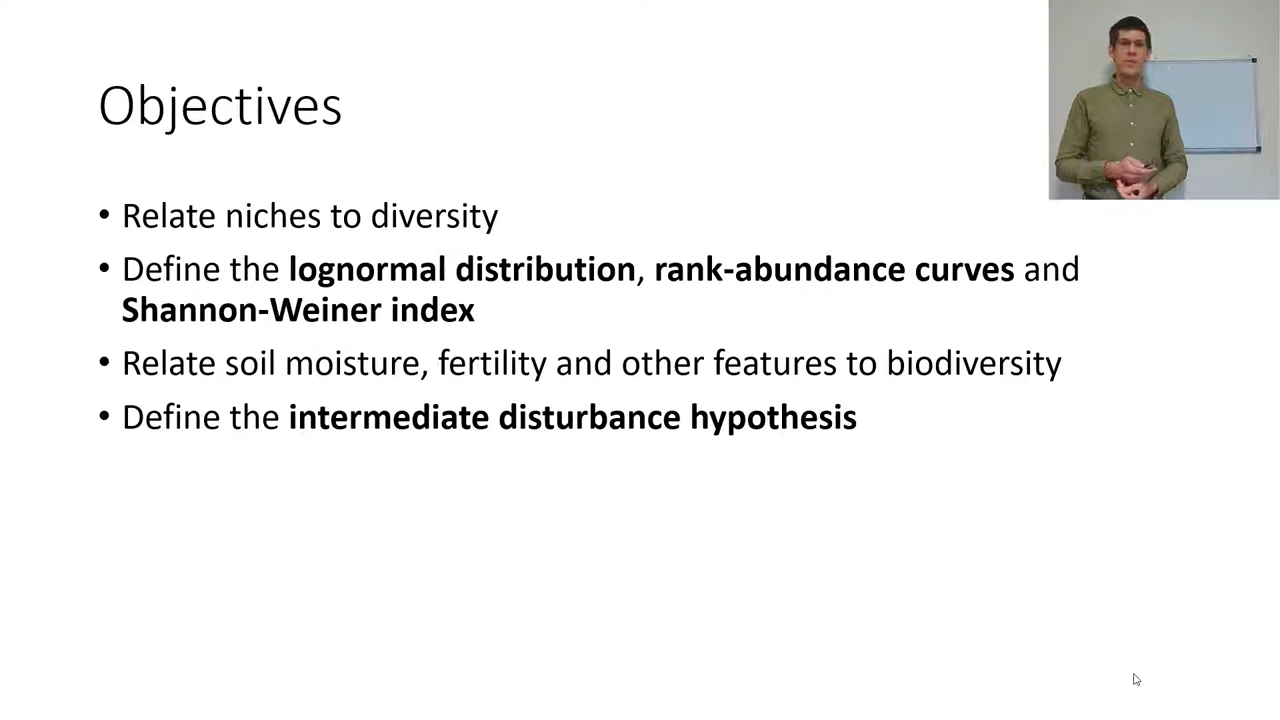 Objectives
• Relate niches to diversity
• Define the lognormal distribution, rank-abundance curves and
Shannon-Weiner index
• Relate soil moisture, fertility and other features to biodiversity
• Define the intermediate disturbance hypothesis